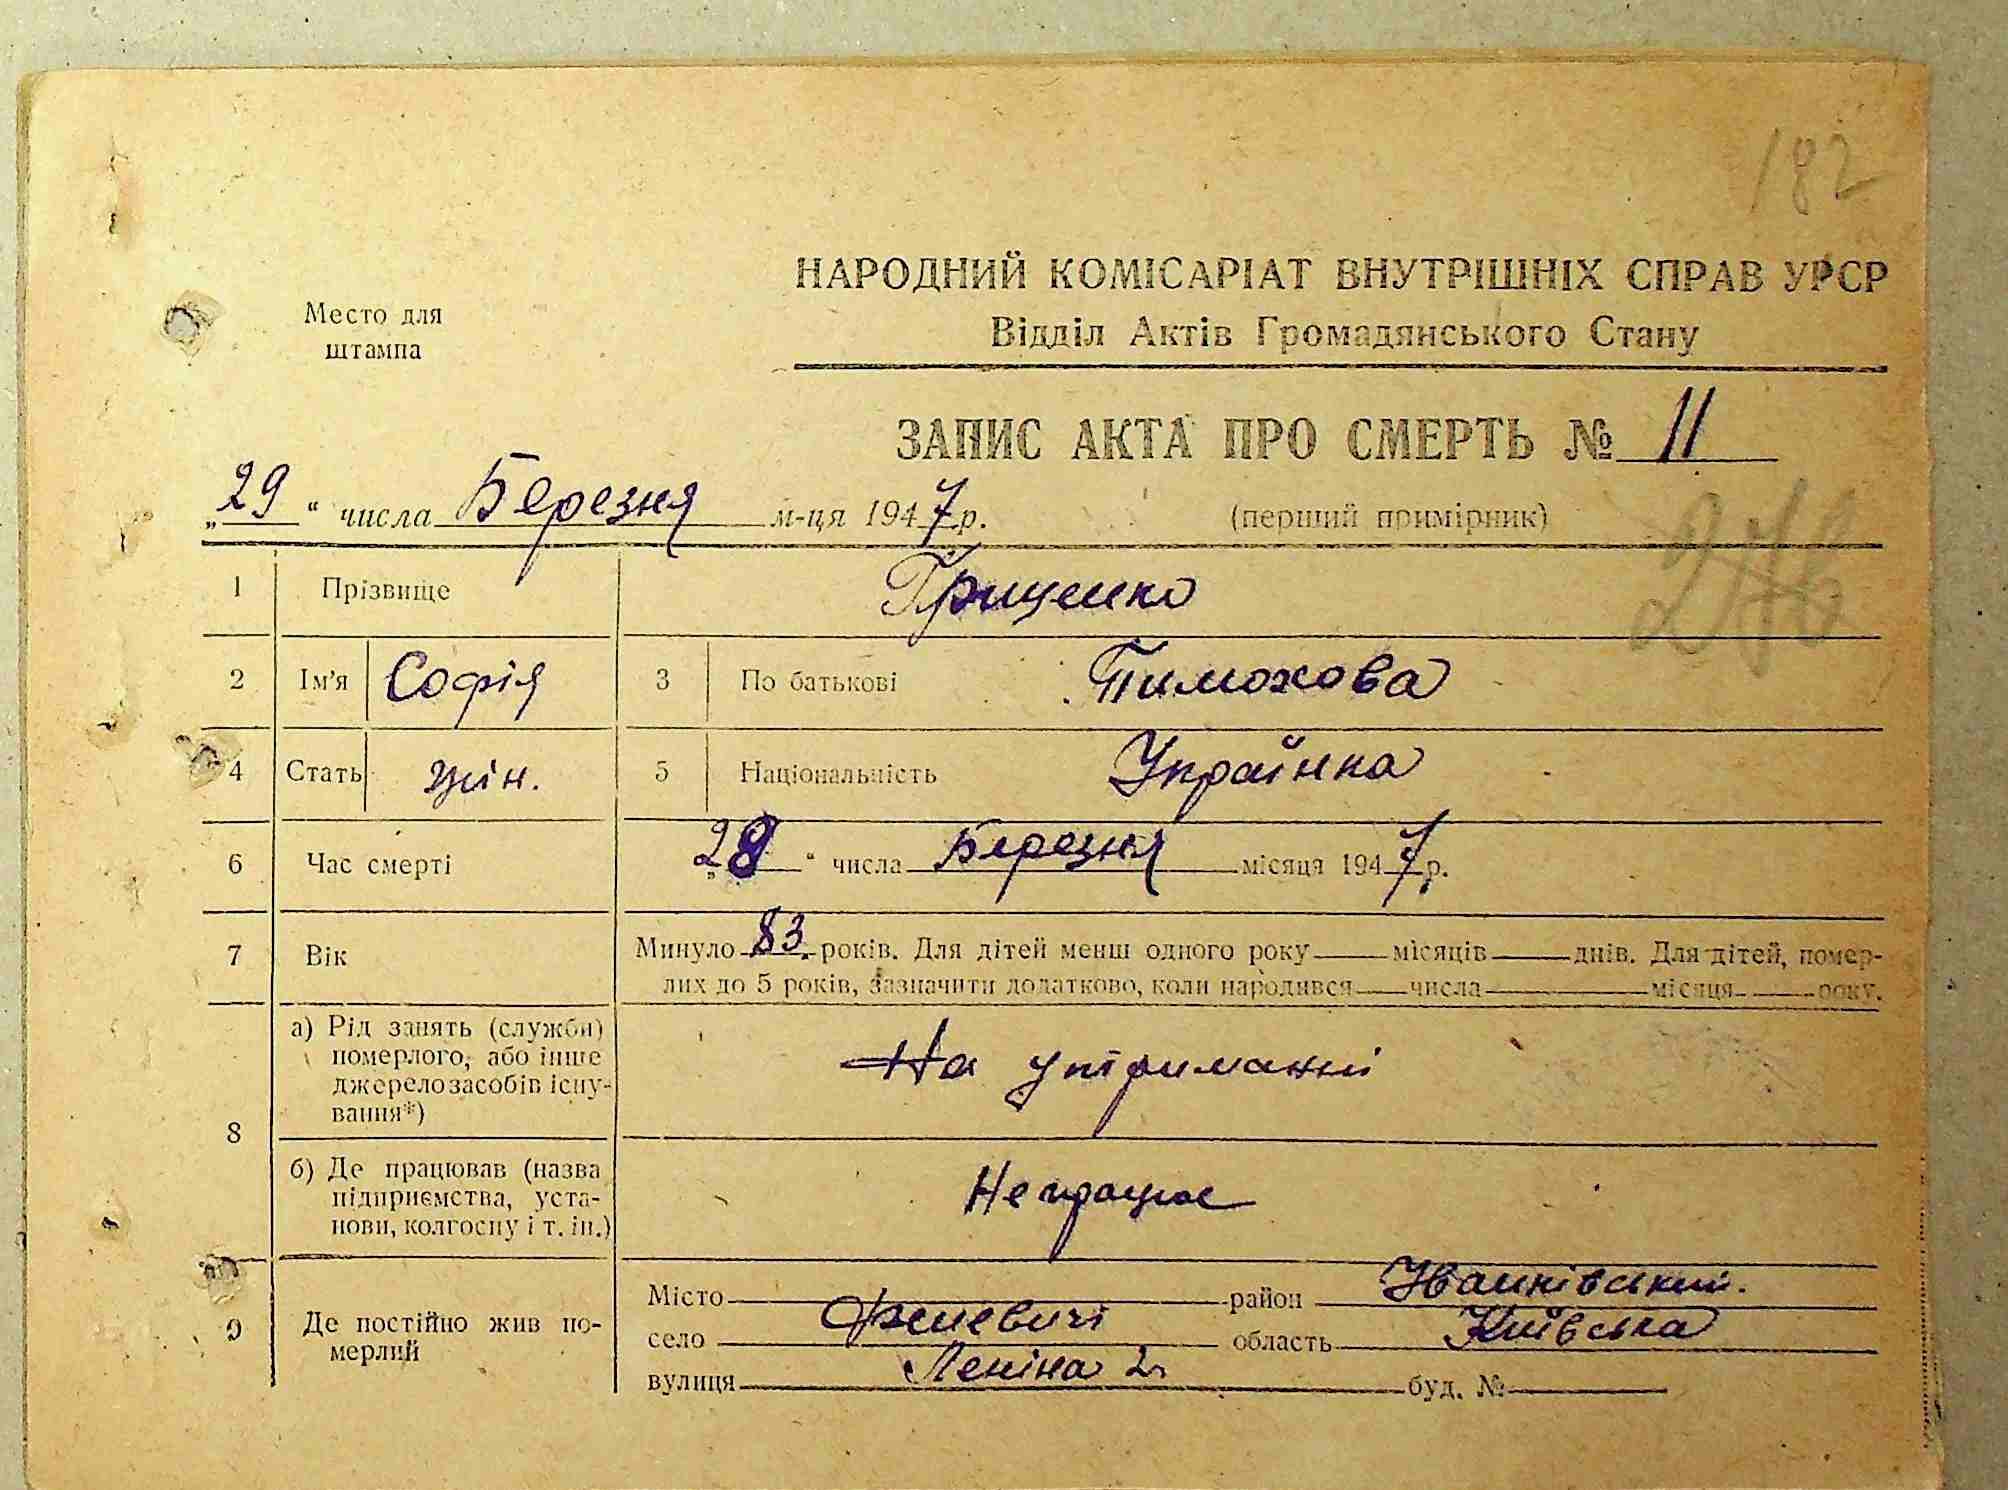 182
НАРОДНИЙ КОМІСАРІАТ ВНУТРІШНІХ СПРАВ УРСР
Место для
штампа
Відділ Актів Громадянського Стану
ЗАПИС АКТА ПРО СМЕРТЬ № 11
„29“ числа Березня м-ця 1947 р. (перший примірник)
1 Прізвище Грищенко
2 Ім'я Софія 3 По батькові Тимохова
4 Стать жін. 5 Національність Українка
6 Час смерті „28“ числа Березня місяця 1947 р.
7 Вік Минуло 83 років. Для дітей менш одного року місяців днів. Для дітей, помер-
лих до 5 років, зазначити додатково, коли народився числа місяця року.
8 а) Рід занять (служби)
померлого, або інше
джерело засобів існу-
вання*) На утриманні
б) Де працював (назва
підприємства, уста-
нови, колгоспу і т. ін.) Не працює
9 Де постійно жив по-
мерлий
Місто район Іванківський.
село область Київська
вулиця Леніна 2 буд. №